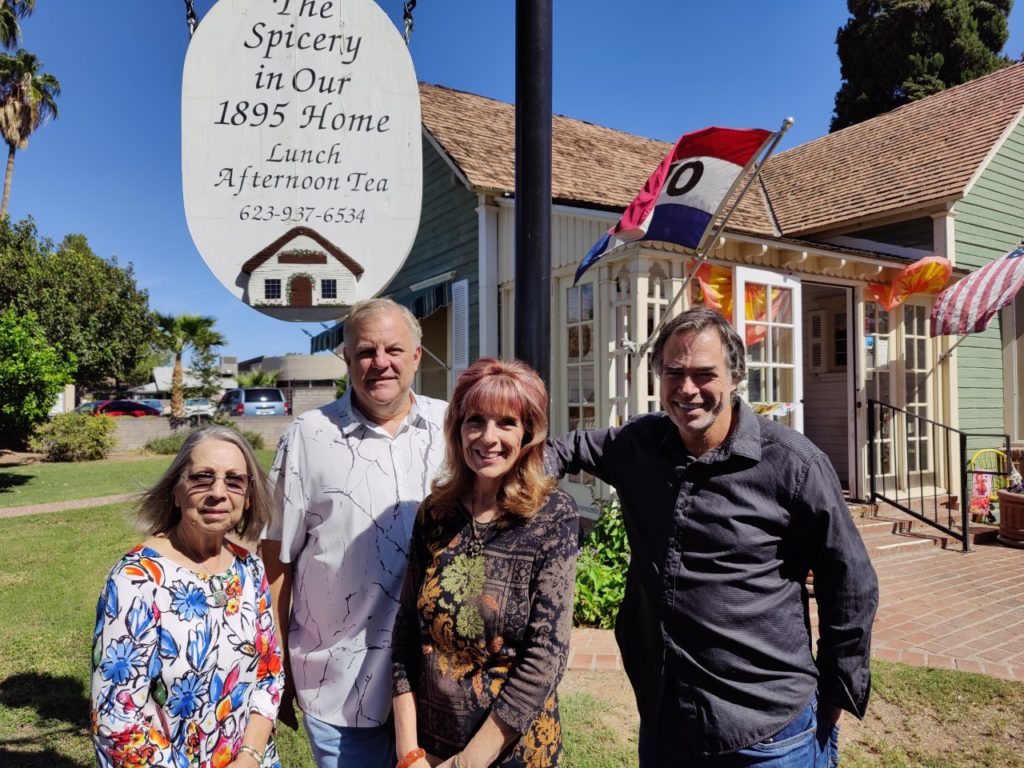 The
Spicery
in Our
1895 Home
Lunch
Afternoon Tea
623-937-6534